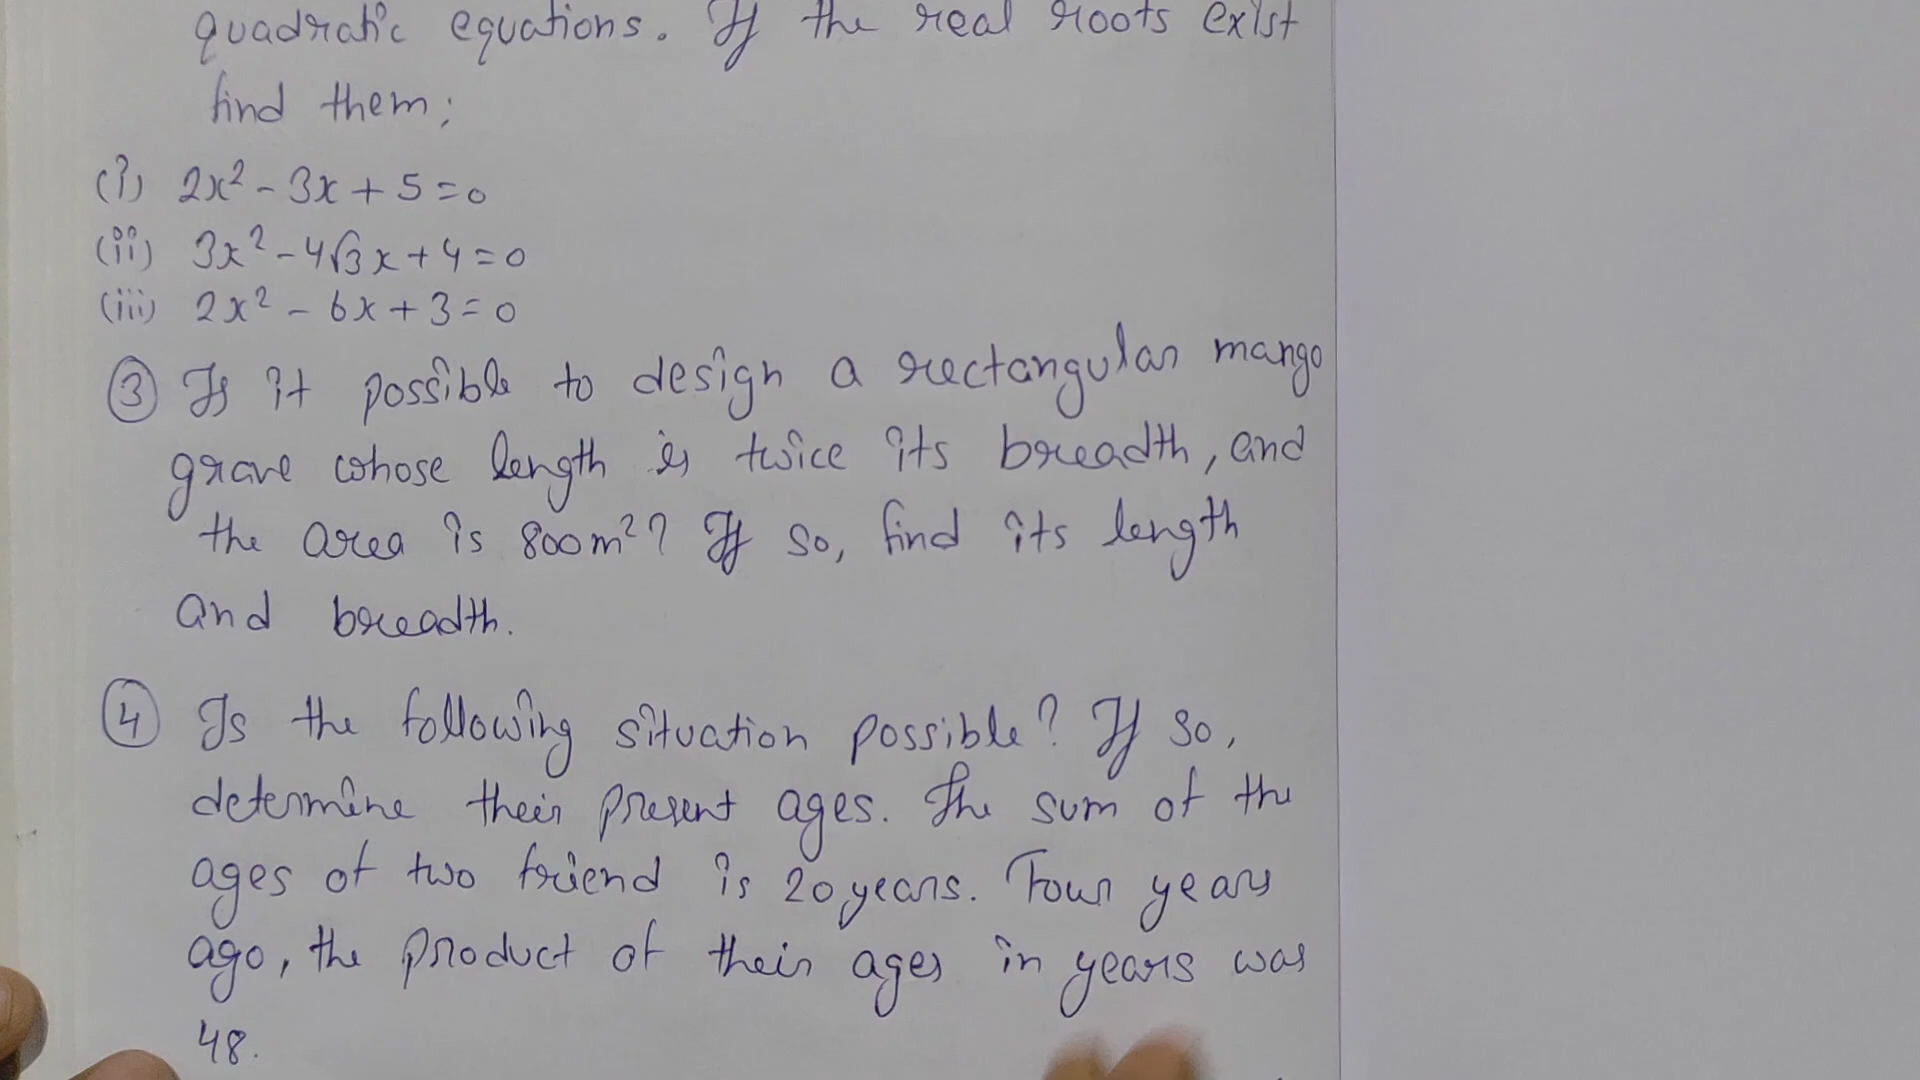 quadratic equations. If the real roots exist
find them;
(i) 2x² - 3x + 5 = 0
(ii) 3x² - 4√3x + 4 = 0
(iii) 2x² - 6x + 3 = 0
③ Is it possible to design a rectangular mango
grave whose length is twice its breadth, and
the area is 800m²? If so, find its length
and breadth.
④ Is the following situation possible? If so,
determine their present ages. The sum of the
ages of two friend is 20 years. Four years
ago, the product of their ages in years was
48.